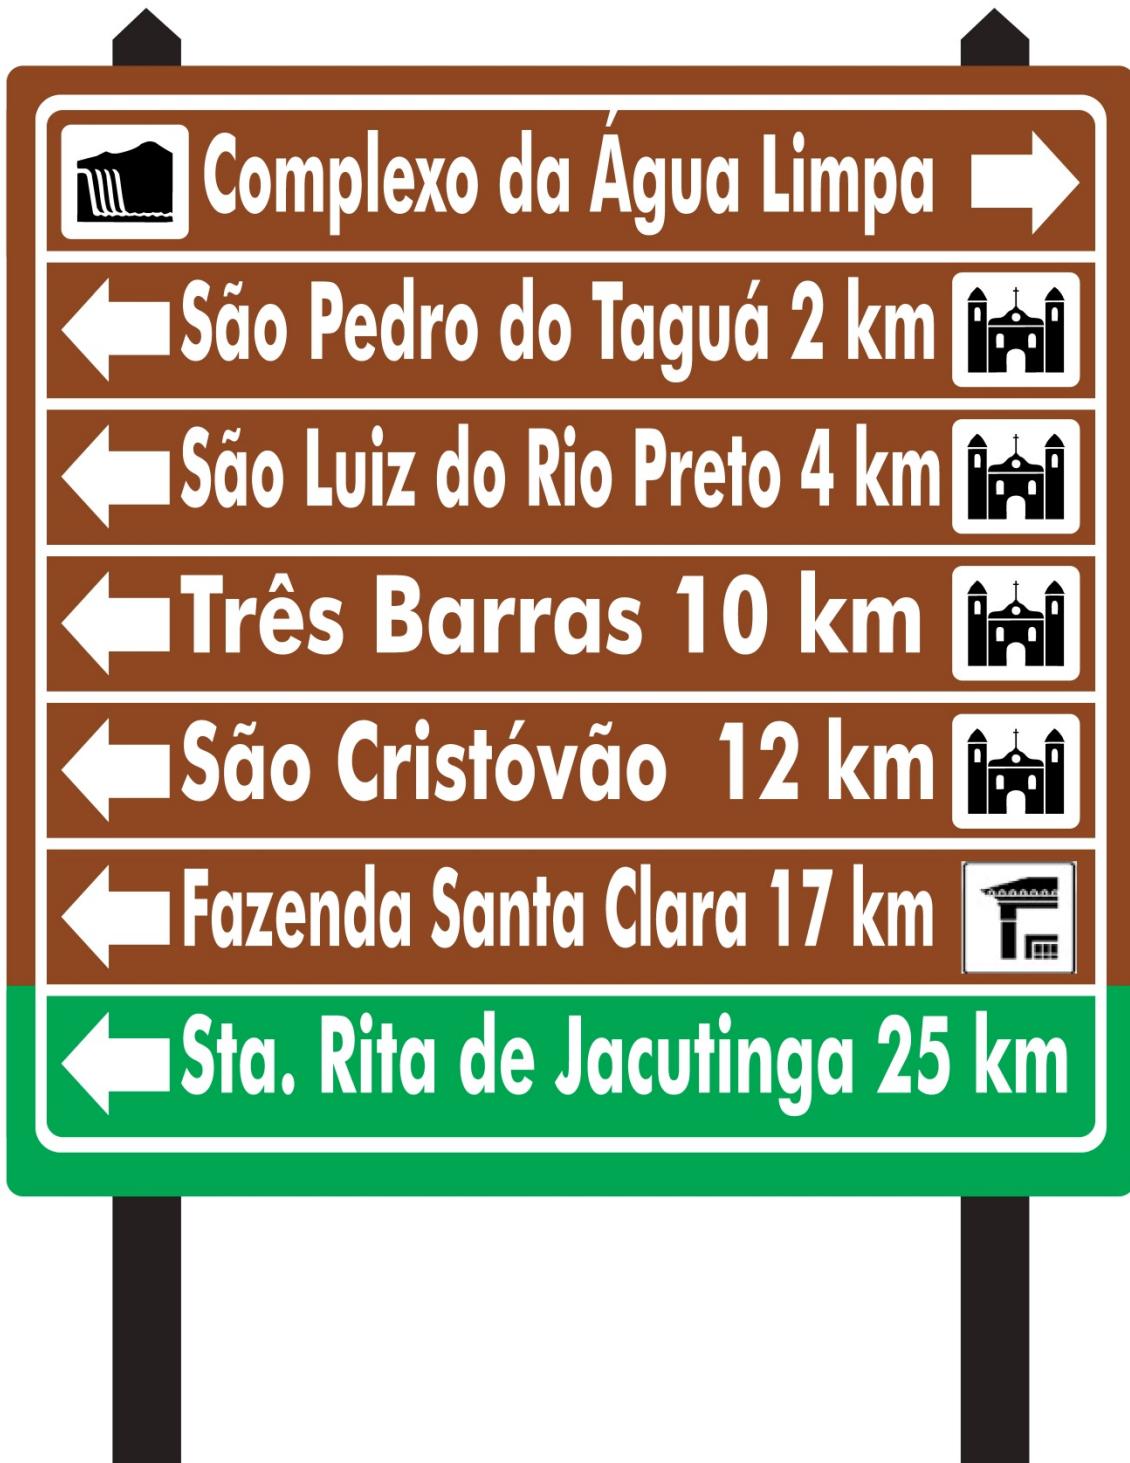 Complexo da Água Limpa
São Pedro do Taguá 2 km
São Luiz do Rio Preto 4 km
Três Barras 10 km
São Cristóvão 12 km
Fazenda Santa Clara 17 km
Sta. Rita de Jacutinga 25 km